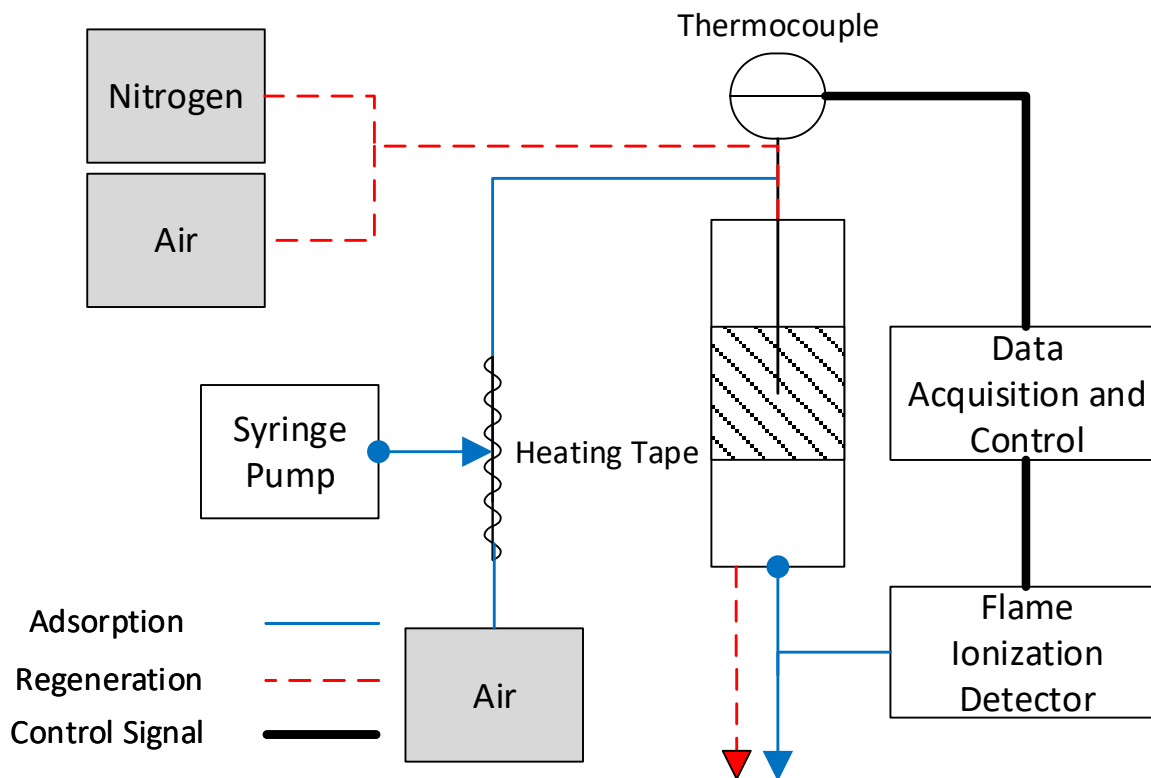 Thermocouple
Nitrogen
Air
Data
Acquisition and
Control
Syringe
Pump
Heating Tape
Flame
Ionization
Detector
Air
Adsorption
Regeneration
Control Signal